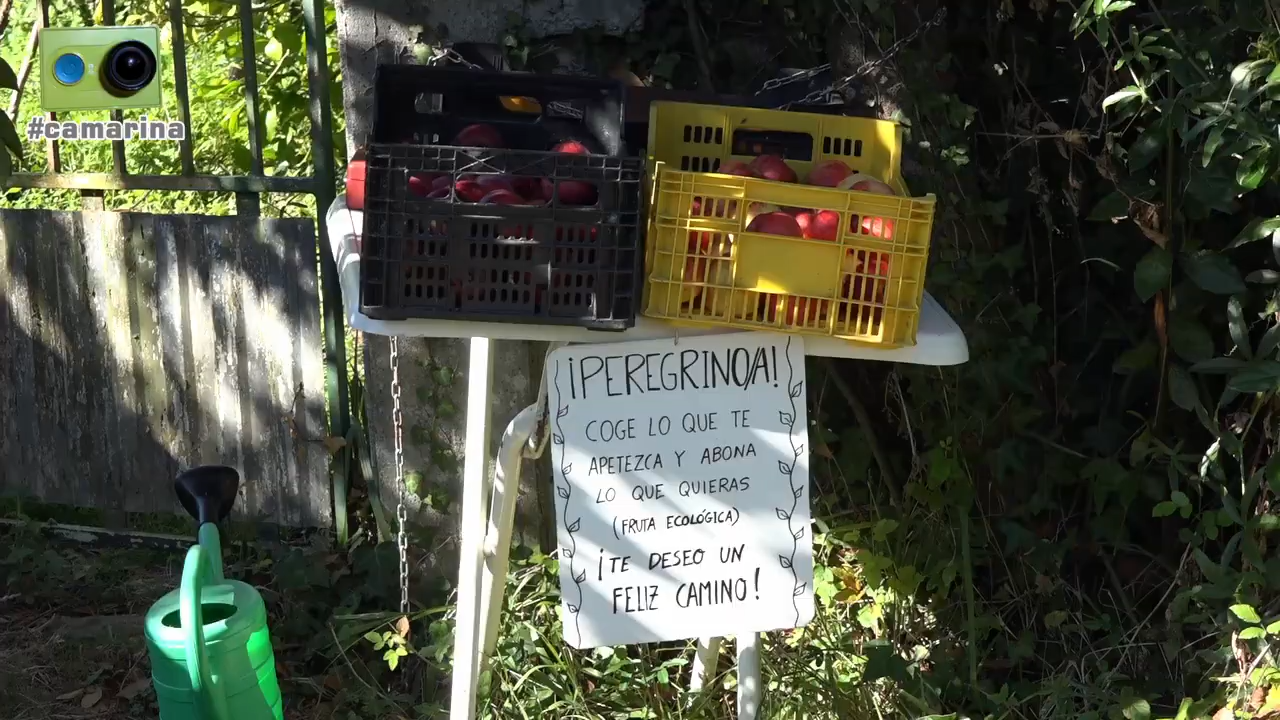 #camarina
¡PEREGRINO/A!
COGE LO QUE TE
APETEZCA Y ABONA
LO QUE QUIERAS
(FRUTA ECOLÓGICA)
¡TE DESEO UN
FELIZ CAMINO!